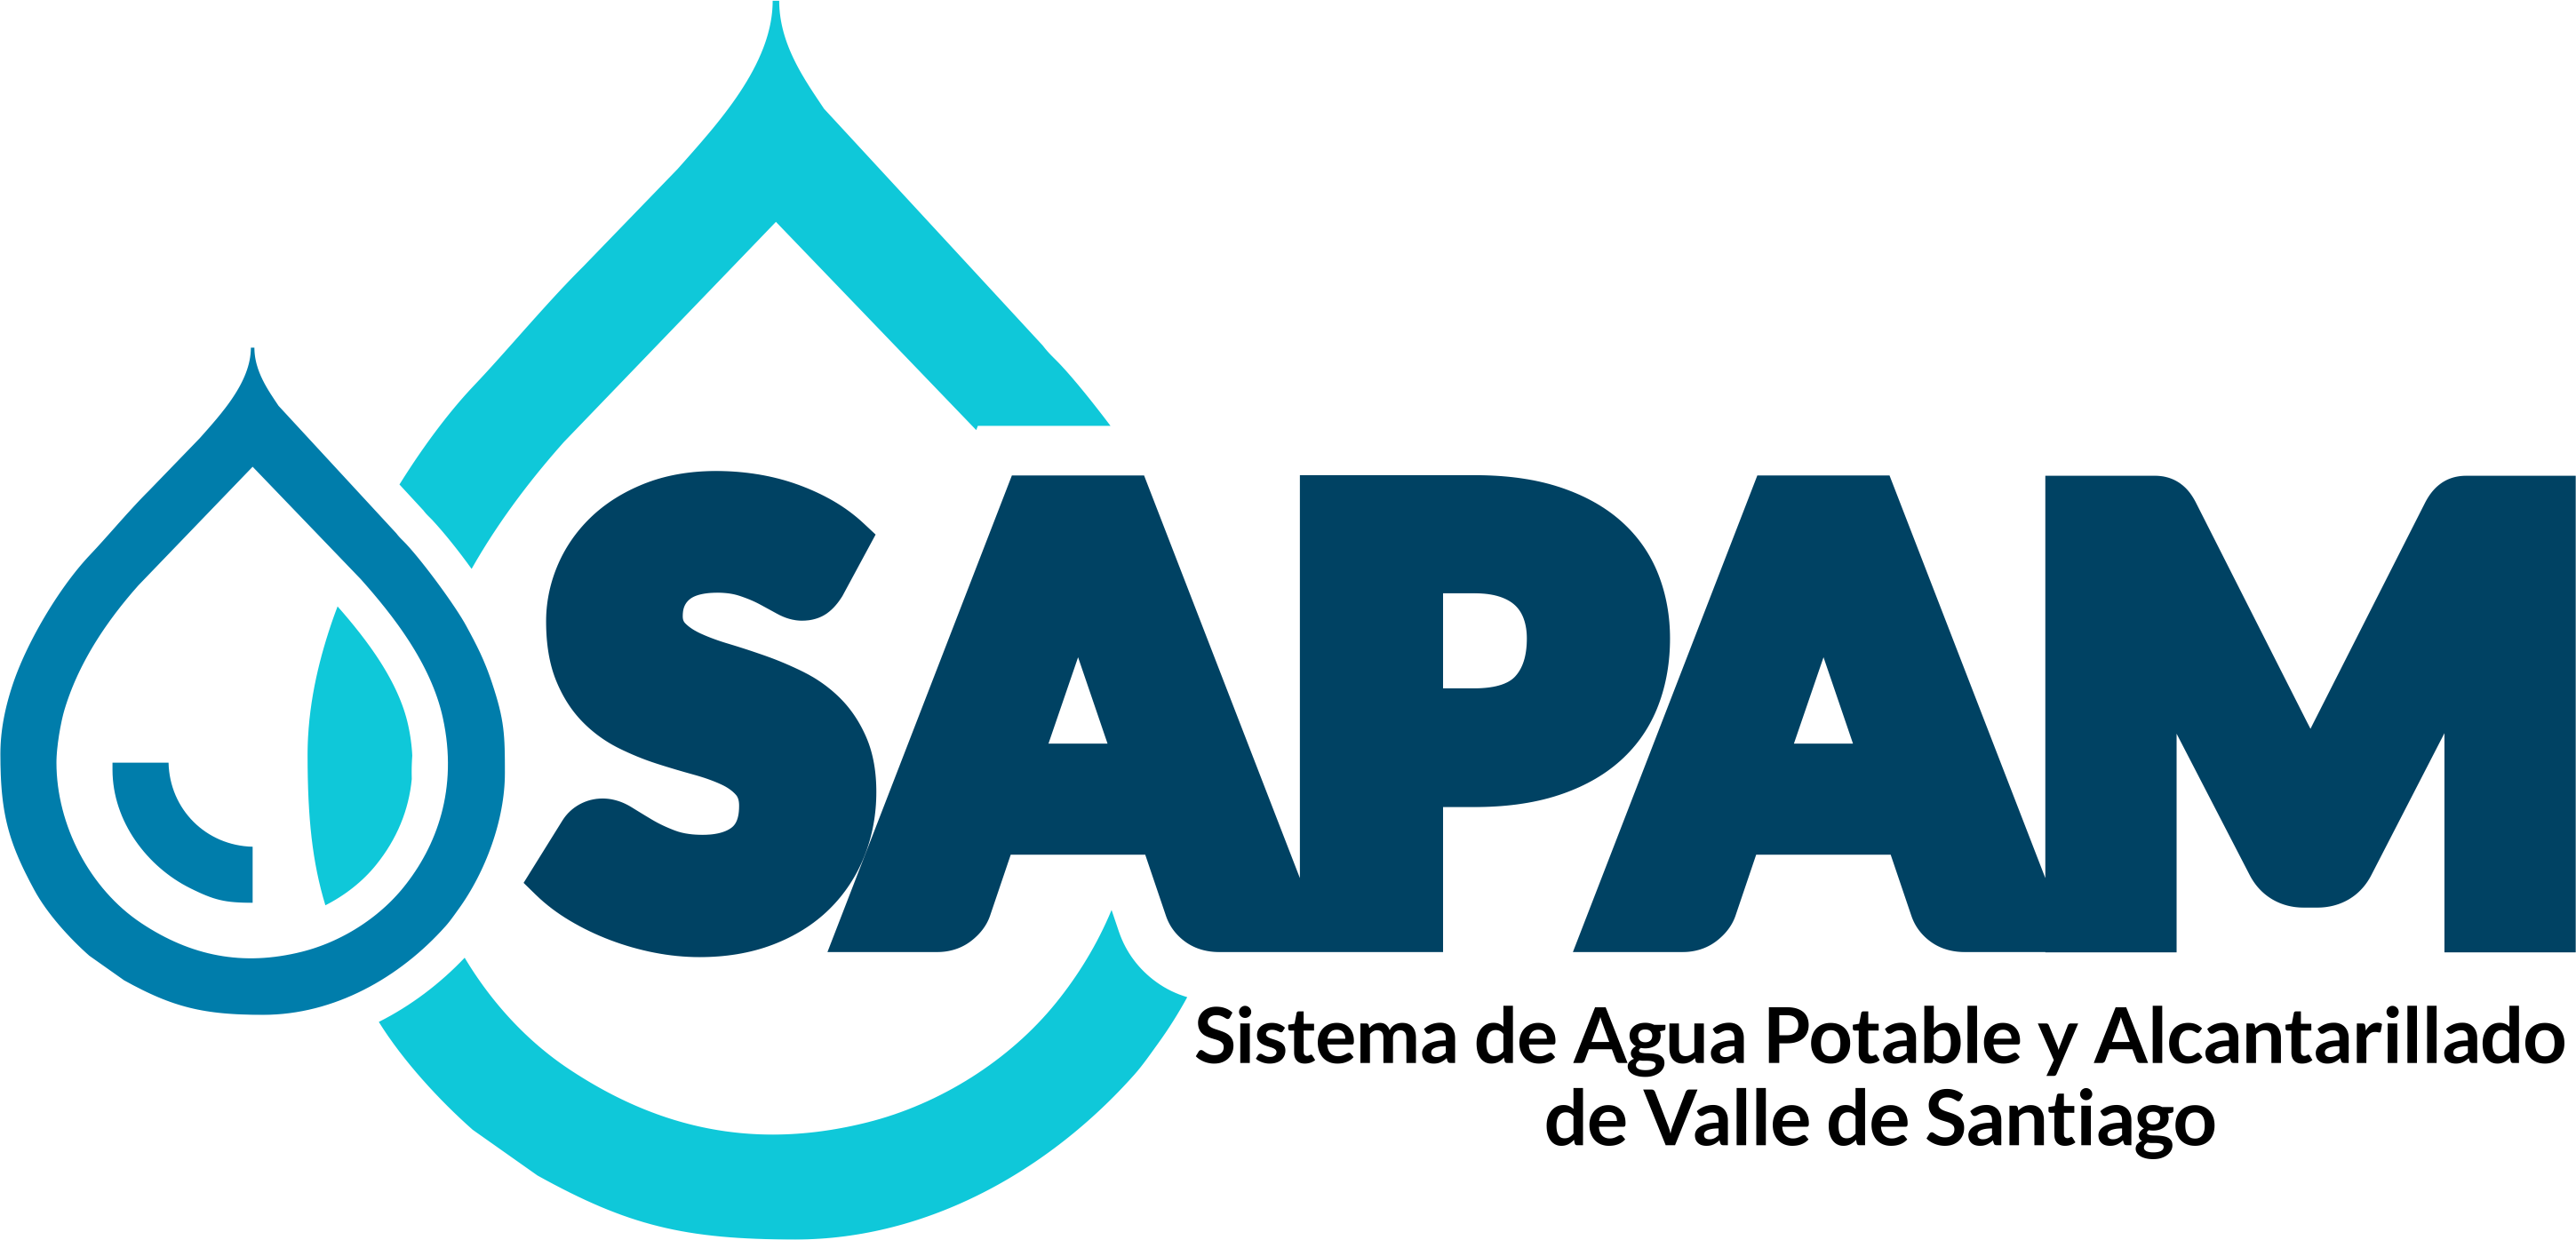 SAPAM
Sistema de Agua Potable y Alcantarillado
de Valle de Santiago